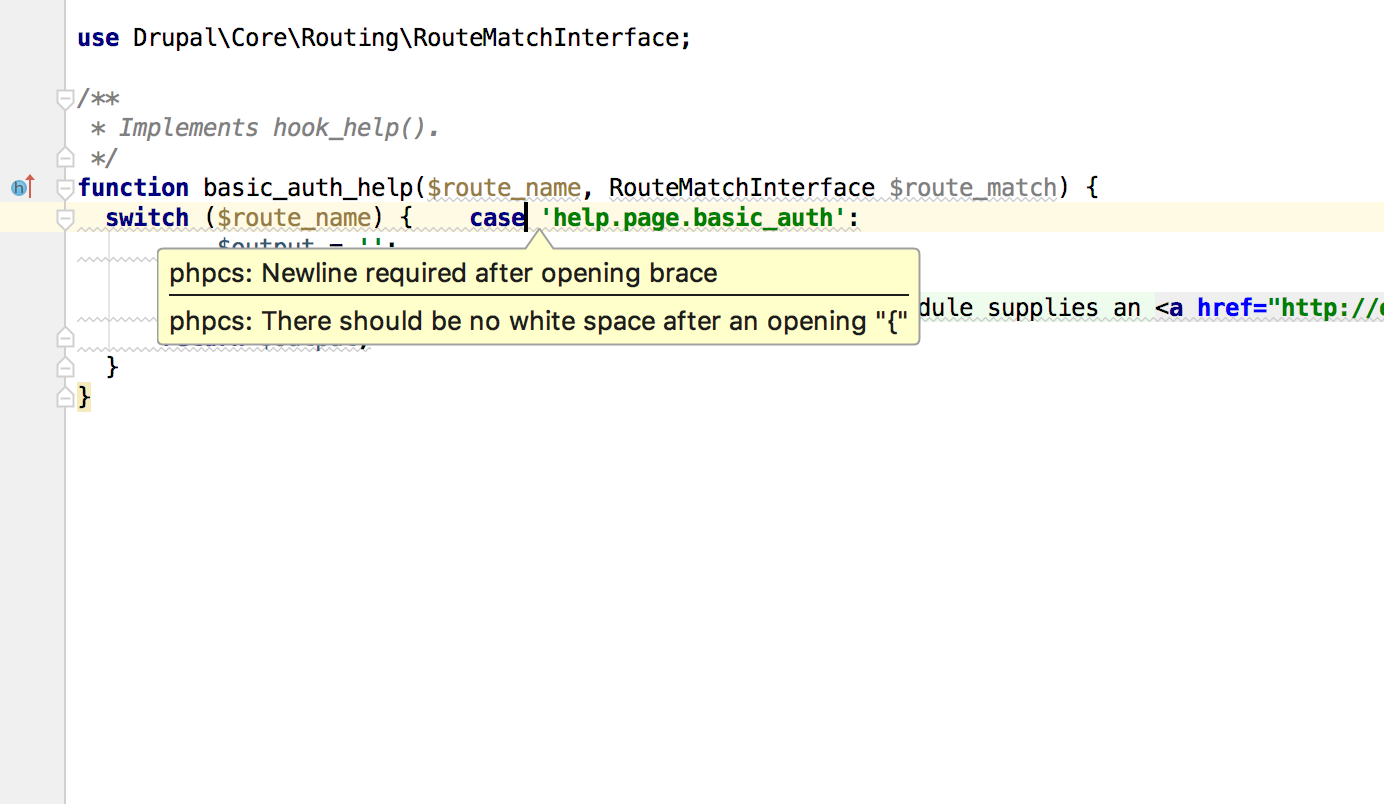 use Drupal\Core\Routing\RouteMatchInterface;
/**
* Implements hook_help().
*/
h
function basic_auth_help($route_name, RouteMatchInterface $route_match) {
switch ($route_name) { case 'help.page.basic_auth':
$output = '';
phpcs: Newline required after opening brace
phpcs: There should be no white space after an opening "{"
dule supplies an <a href="http://
}
}